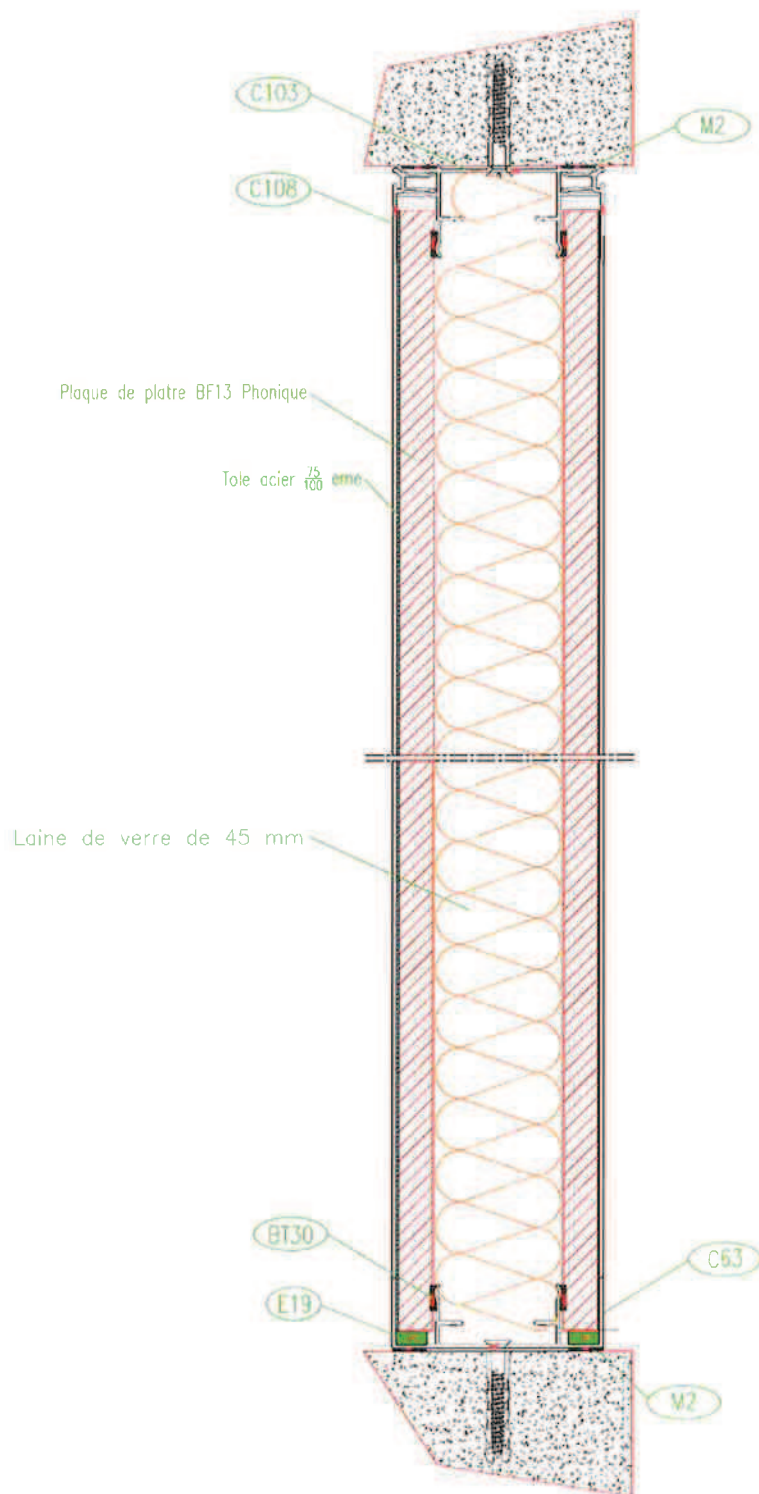 C103
M2
C108
Plaque de platre BF13 Phonique
Tole acier 75/100 eme
Laine de verre de 45 mm
BT30
C63
E19
M2